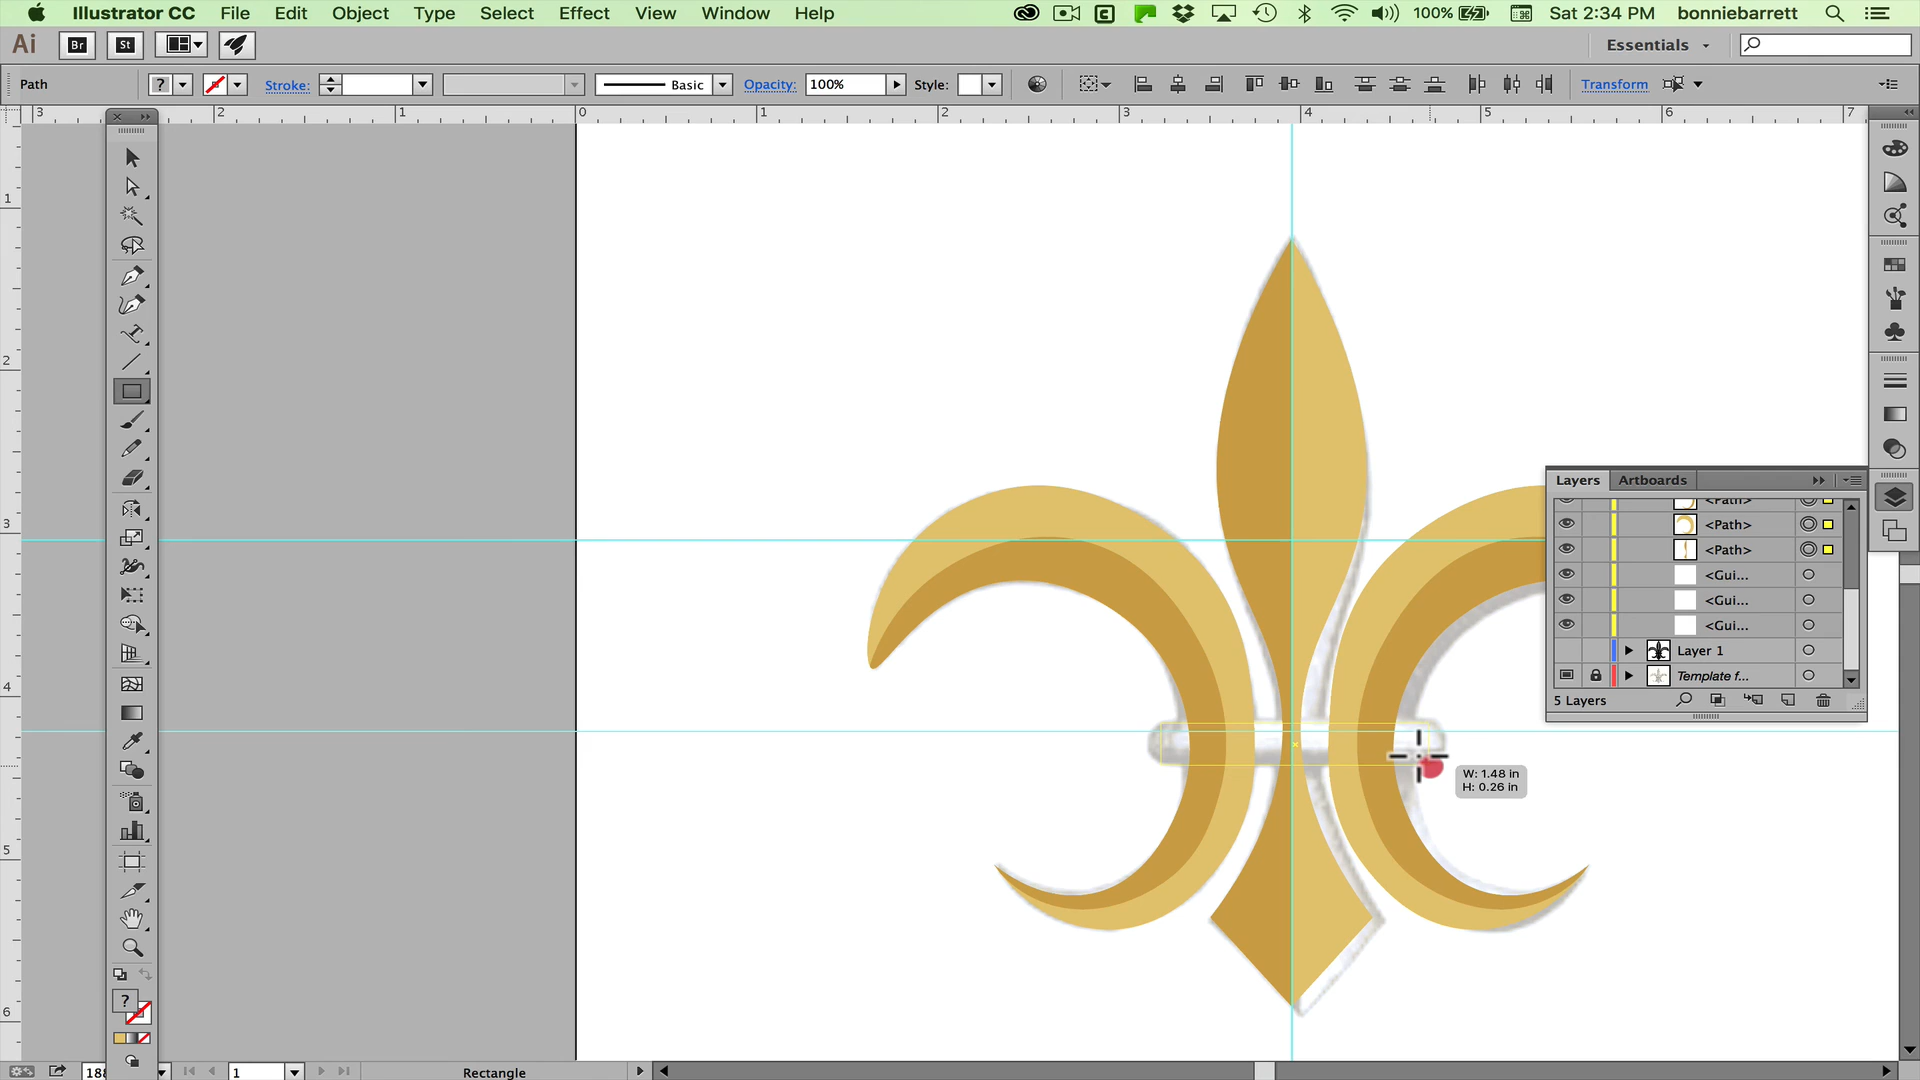 Illustrator CC File Edit Object Type Select Effect View Window Help 100% Sat 2:34 PM bonniebarrett
Ai Br St Essentials
Path ? Stroke: Basic Opacity: 100% Style: Transform
3 2 1 0 1 2 3 4 5 6 7
1
2
3
4
5
6
Layers Artboards
<Path>
<Path>
<Path>
<Gui...
<Gui...
<Gui...
Layer 1
Template f...
5 Layers
W: 1.48 in
H: 0.26 in
?
188 1 Rectangle